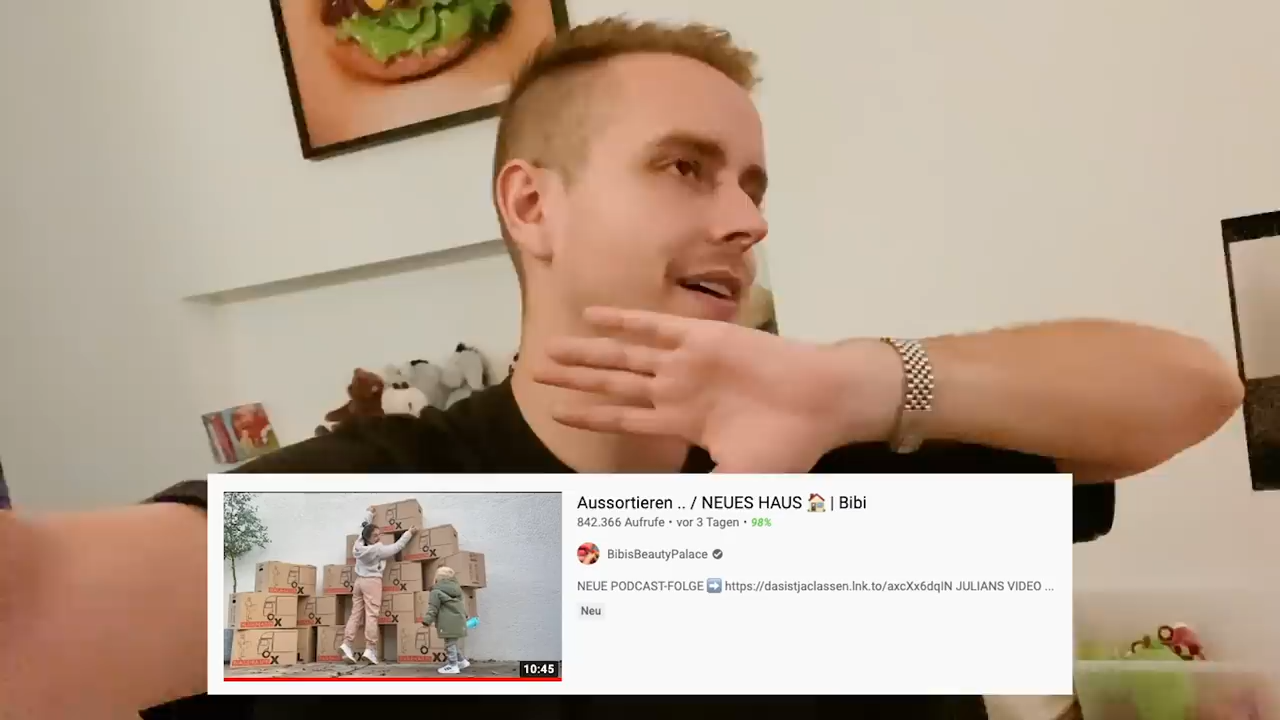 Aussortieren .. / NEUES HAUS 🏠 | Bibi
842.366 Aufrufe • vor 3 Tagen • 98%
BibisBeautyPalace
NEUE PODCAST-FOLGE ➡️ https://dasistjaclassen.lnk.to/axcXx6dqIN JULIANS VIDEO ...
Neu
10:45